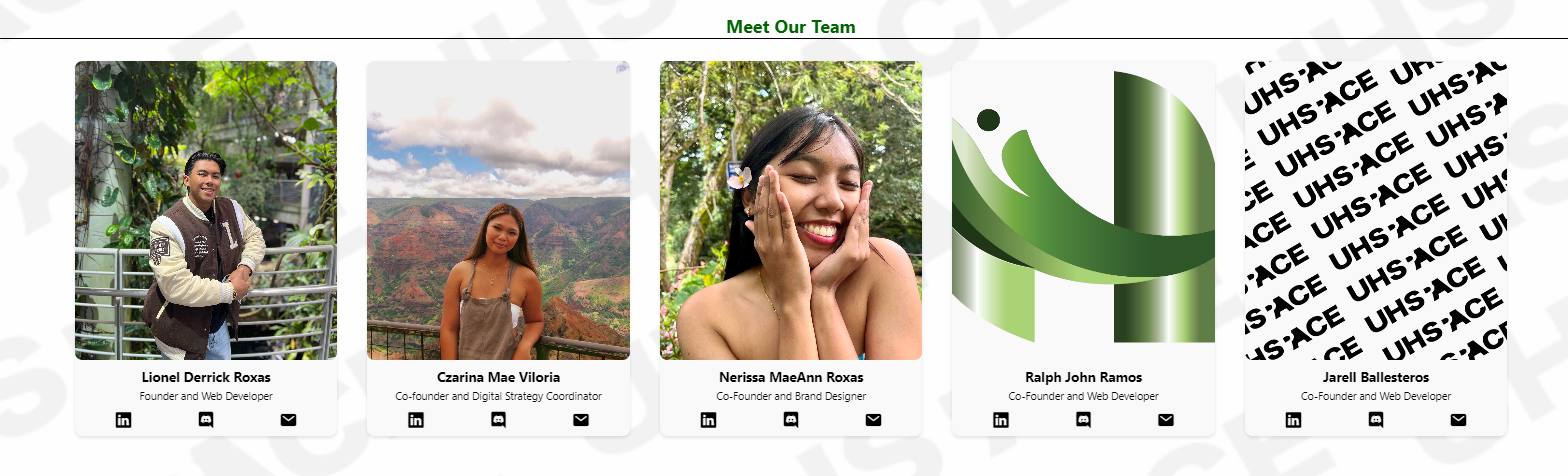 Meet Our Team
Lionel Derrick Roxas
Founder and Web Developer
Czarina Mae Viloria
Co-founder and Digital Strategy Coordinator
Nerissa MaeAnn Roxas
Co-Founder and Brand Designer
Ralph John Ramos
Co-Founder and Web Developer
UHS ACE UHS ACE
UHS ACE UHS ACE
UHS ACE UHS ACE
UHS ACE UHS ACE
UHS ACE UHS ACE
Jarell Ballesteros
Co-Founder and Web Developer